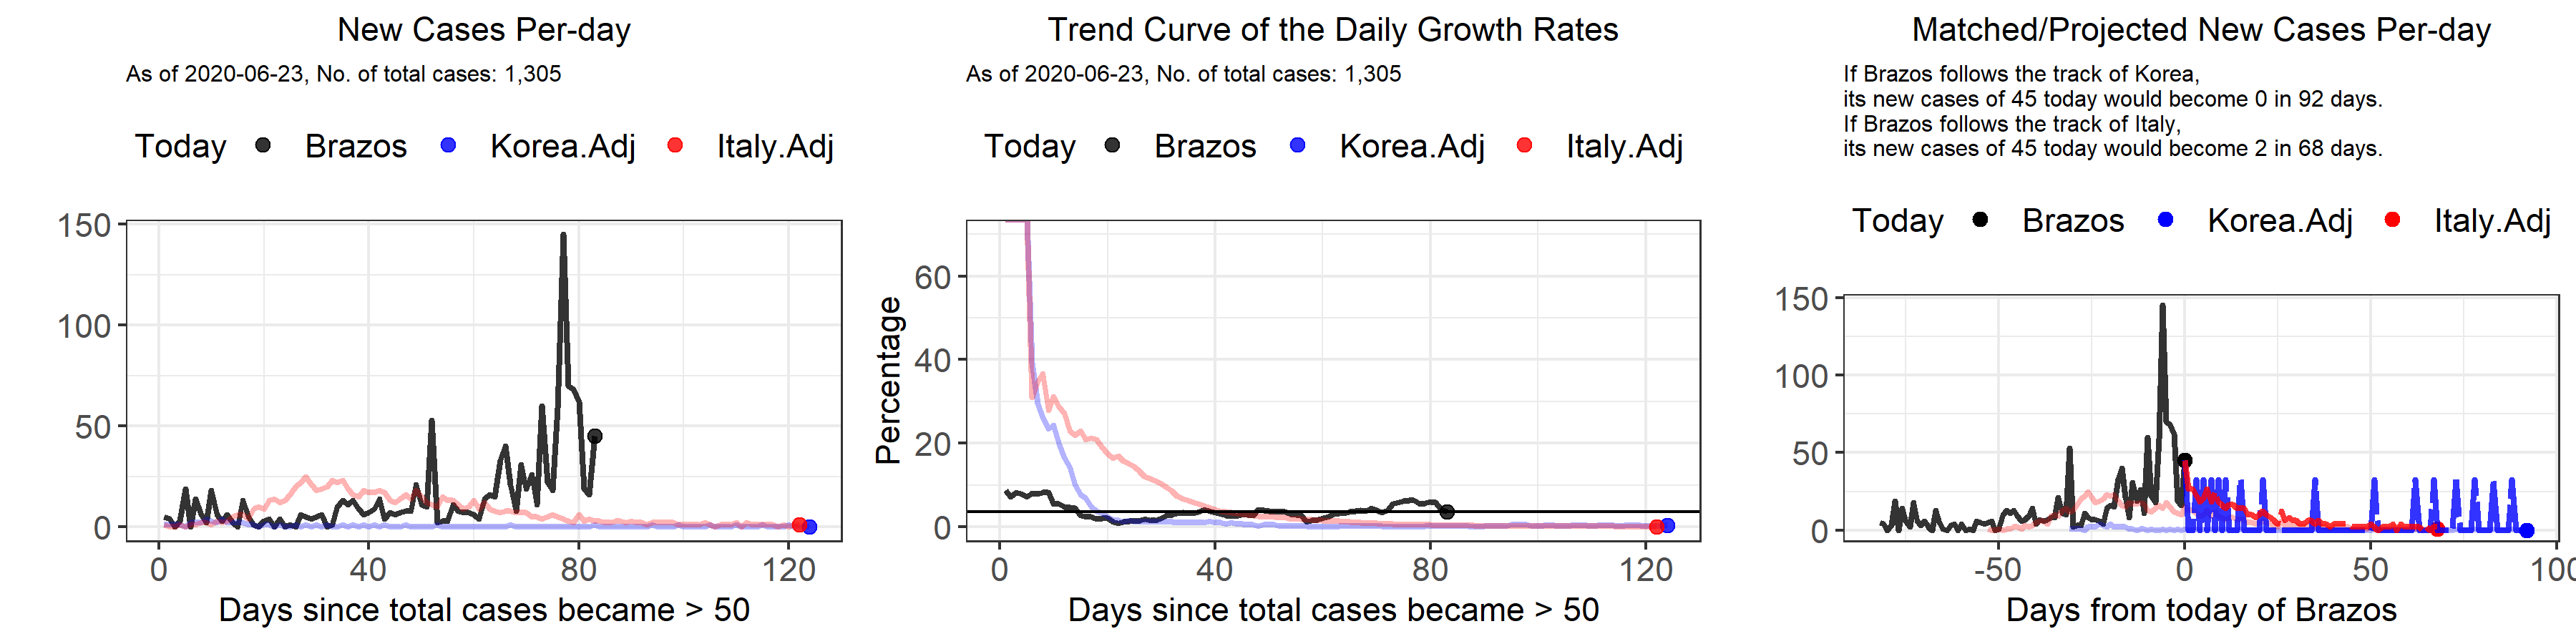 New Cases Per-day
As of 2020-06-23, No. of total cases: 1,305
Today Brazos Korea.Adj Italy.Adj
150
100
50
0
0 40 80 120
Days since total cases became > 50
Trend Curve of the Daily Growth Rates
As of 2020-06-23, No. of total cases: 1,305
Today Brazos Korea.Adj Italy.Adj
Percentage
60
40
20
0
0 40 80 120
Days since total cases became > 50
Matched/Projected New Cases Per-day
If Brazos follows the track of Korea,
its new cases of 45 today would become 0 in 92 days.
If Brazos follows the track of Italy,
its new cases of 45 today would become 2 in 68 days.
Today Brazos Korea.Adj Italy.Adj
150
100
50
0
-50 0 50 100
Days from today of Brazos